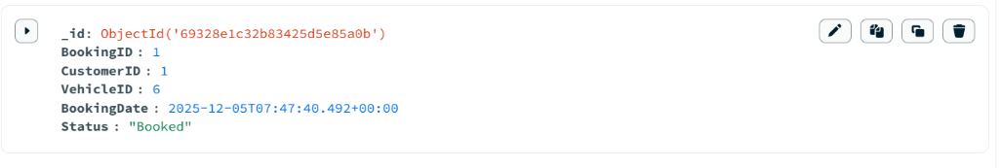 _id: ObjectId('69328e1c32b83425d5e85a0b')
BookingID : 1
CustomerID : 1
VehicleID : 6
BookingDate : 2025-12-05T07:47:40.492+00:00
Status : "Booked"